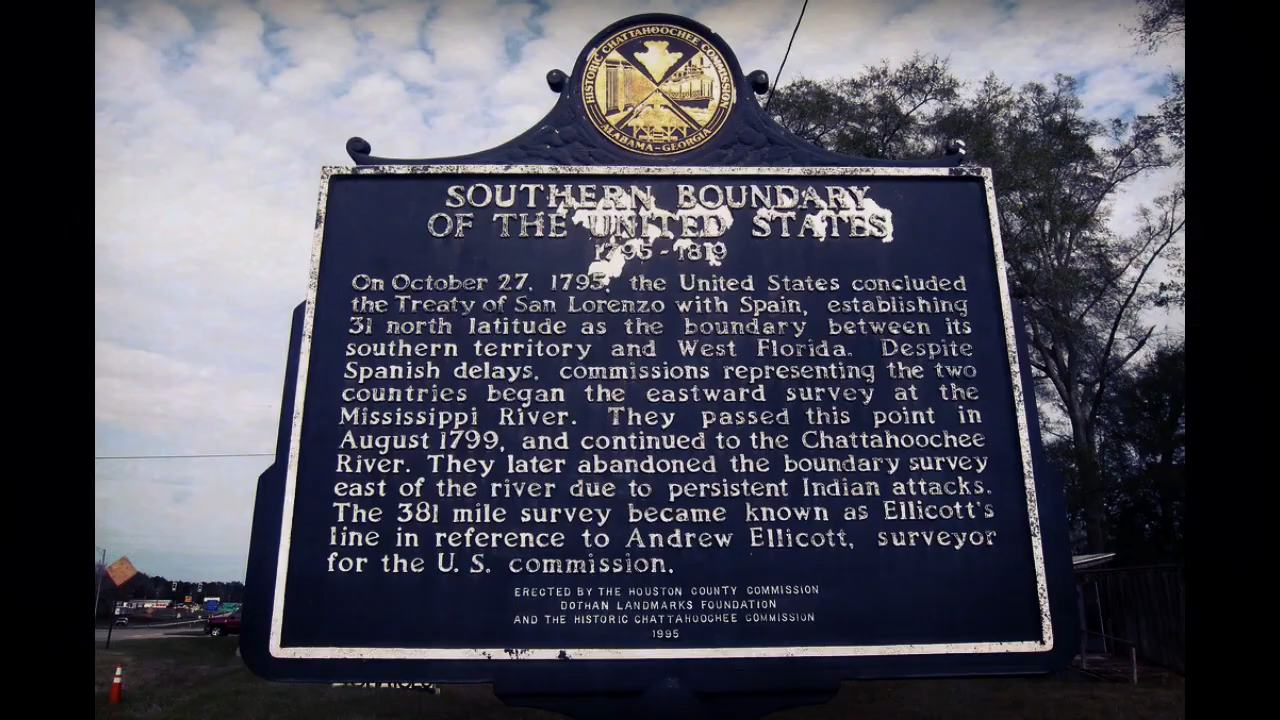 HISTORIC CHATTAHOOCHEE COMMISSION
ALABAMA-GEORGIA
SOUTHERN BOUNDARY
OF THE UNITED STATES
1795-1819
On October 27, 1795, the United States concluded
the Treaty of San Lorenzo with Spain, establishing
31 north latitude as the boundary between its
southern territory and West Florida. Despite
Spanish delays, commissions representing the two
countries began the eastward survey at the
Mississippi River. They passed this point in
August 1799, and continued to the Chattahoochee
River. They later abandoned the boundary survey
east of the river due to persistent Indian attacks.
The 381 mile survey became known as Ellicott's
line in reference to Andrew Ellicott, surveyor
for the U. S. commission.
ERECTED BY THE HOUSTON COUNTY COMMISSION
DOTHAN LANDMARKS FOUNDATION
AND THE HISTORIC CHATTAHOOCHEE COMMISSION
1995